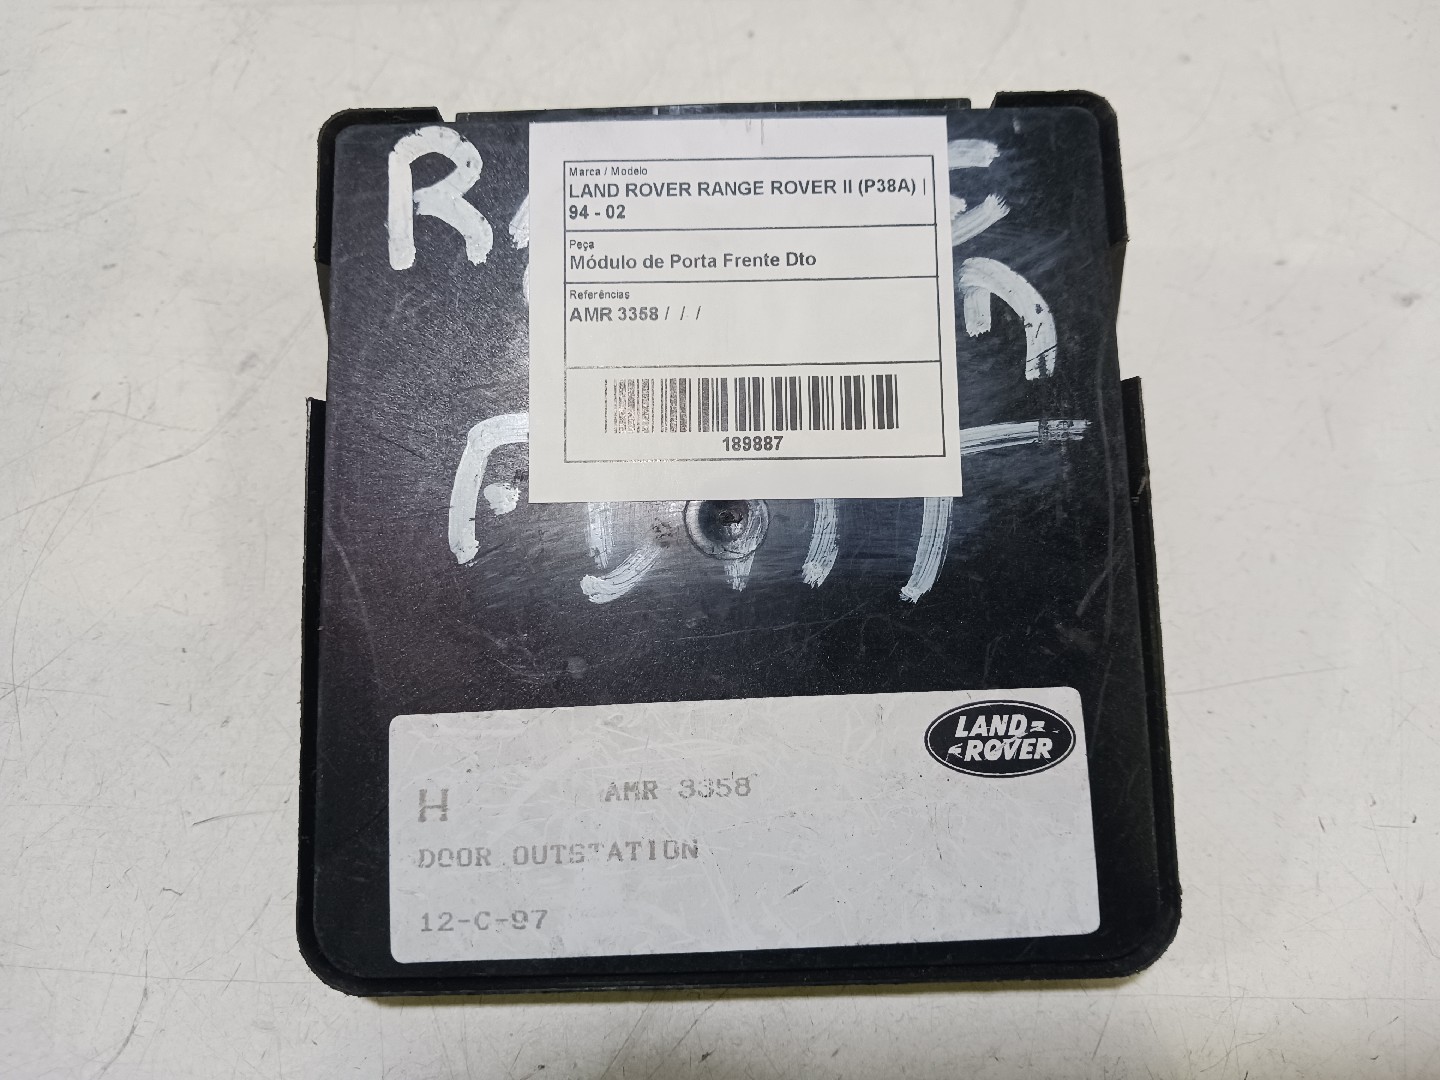 Marca / Modelo
LAND ROVER RANGE ROVER II (P38A) |
94 - 02
Peça
Módulo de Porta Frente Dto
Referências
AMR 3358 / / /
189887
LAND
ROVER
H AMR 3358
DOOR OUTSTATION
12-C-97